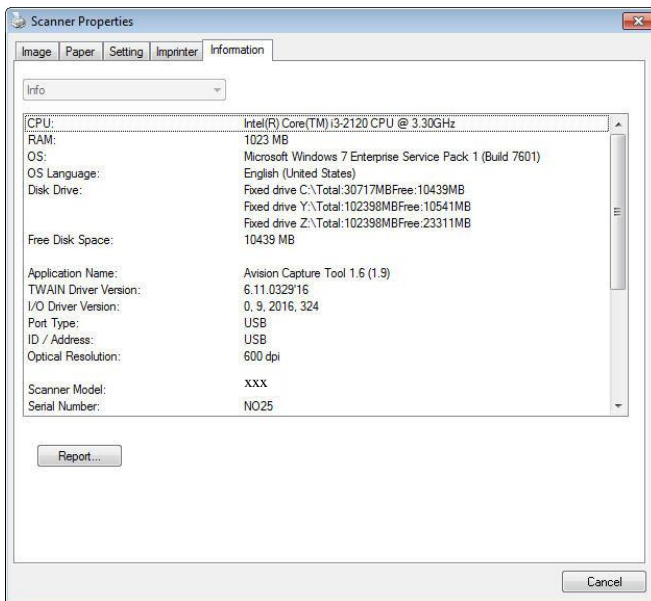 Scanner Properties
Image Paper Setting Imprinter Information
Info
CPU: Intel(R) Core(TM) i3-2120 CPU @ 3.30GHz
RAM: 1023 MB
OS: Microsoft Windows 7 Enterprise Service Pack 1 (Build 7601)
OS Language: English (United States)
Disk Drive: Fixed drive C:\Total:30717MBFree:10439MB
Fixed drive Y:\Total:102398MBFree:10541MB
Fixed drive Z:\Total:102398MBFree:23311MB
Free Disk Space: 10439 MB
Application Name: Avision Capture Tool 1.6 (1.9)
TWAIN Driver Version: 6.11.0329'16
I/O Driver Version: 0, 9, 2016, 324
Port Type: USB
ID / Address: USB
Optical Resolution: 600 dpi
Scanner Model: xxx
Serial Number: NO25
Report...
Cancel